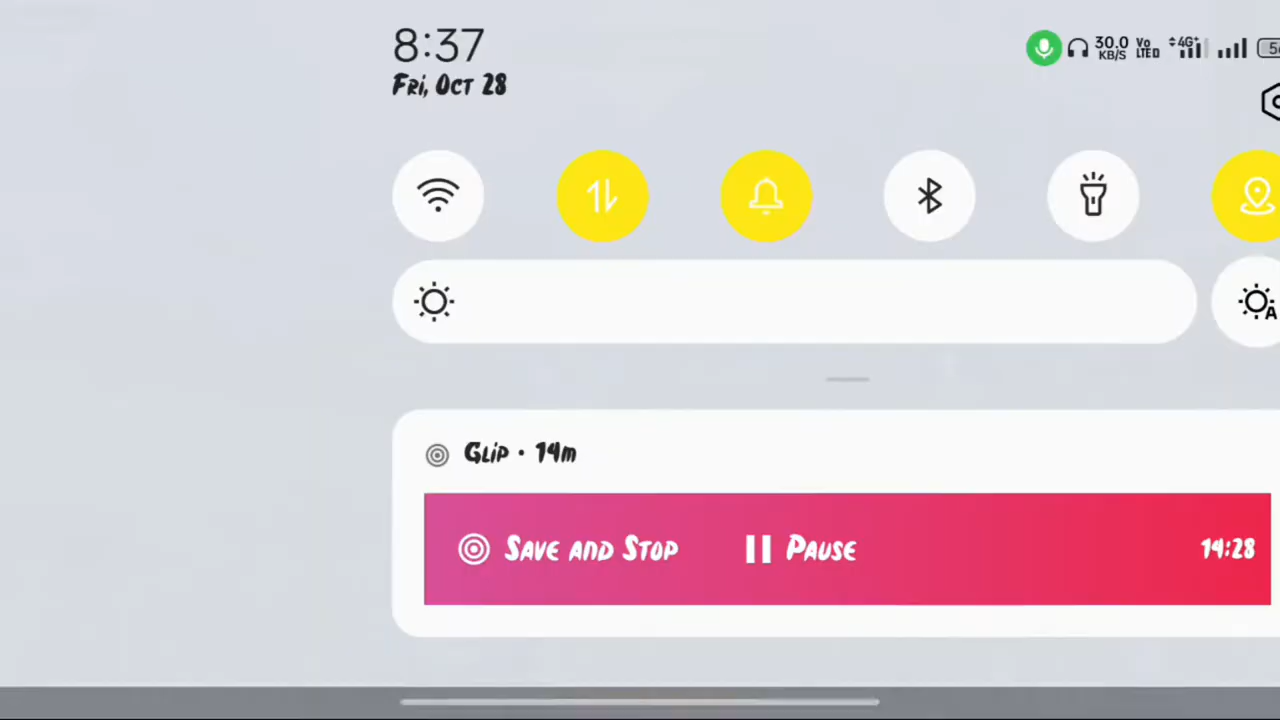 8:37
Fri, Oct 28
30.0 KB/S
Vo LTE
4G+
Glip • 14m
Save and Stop
Pause
14:28
A